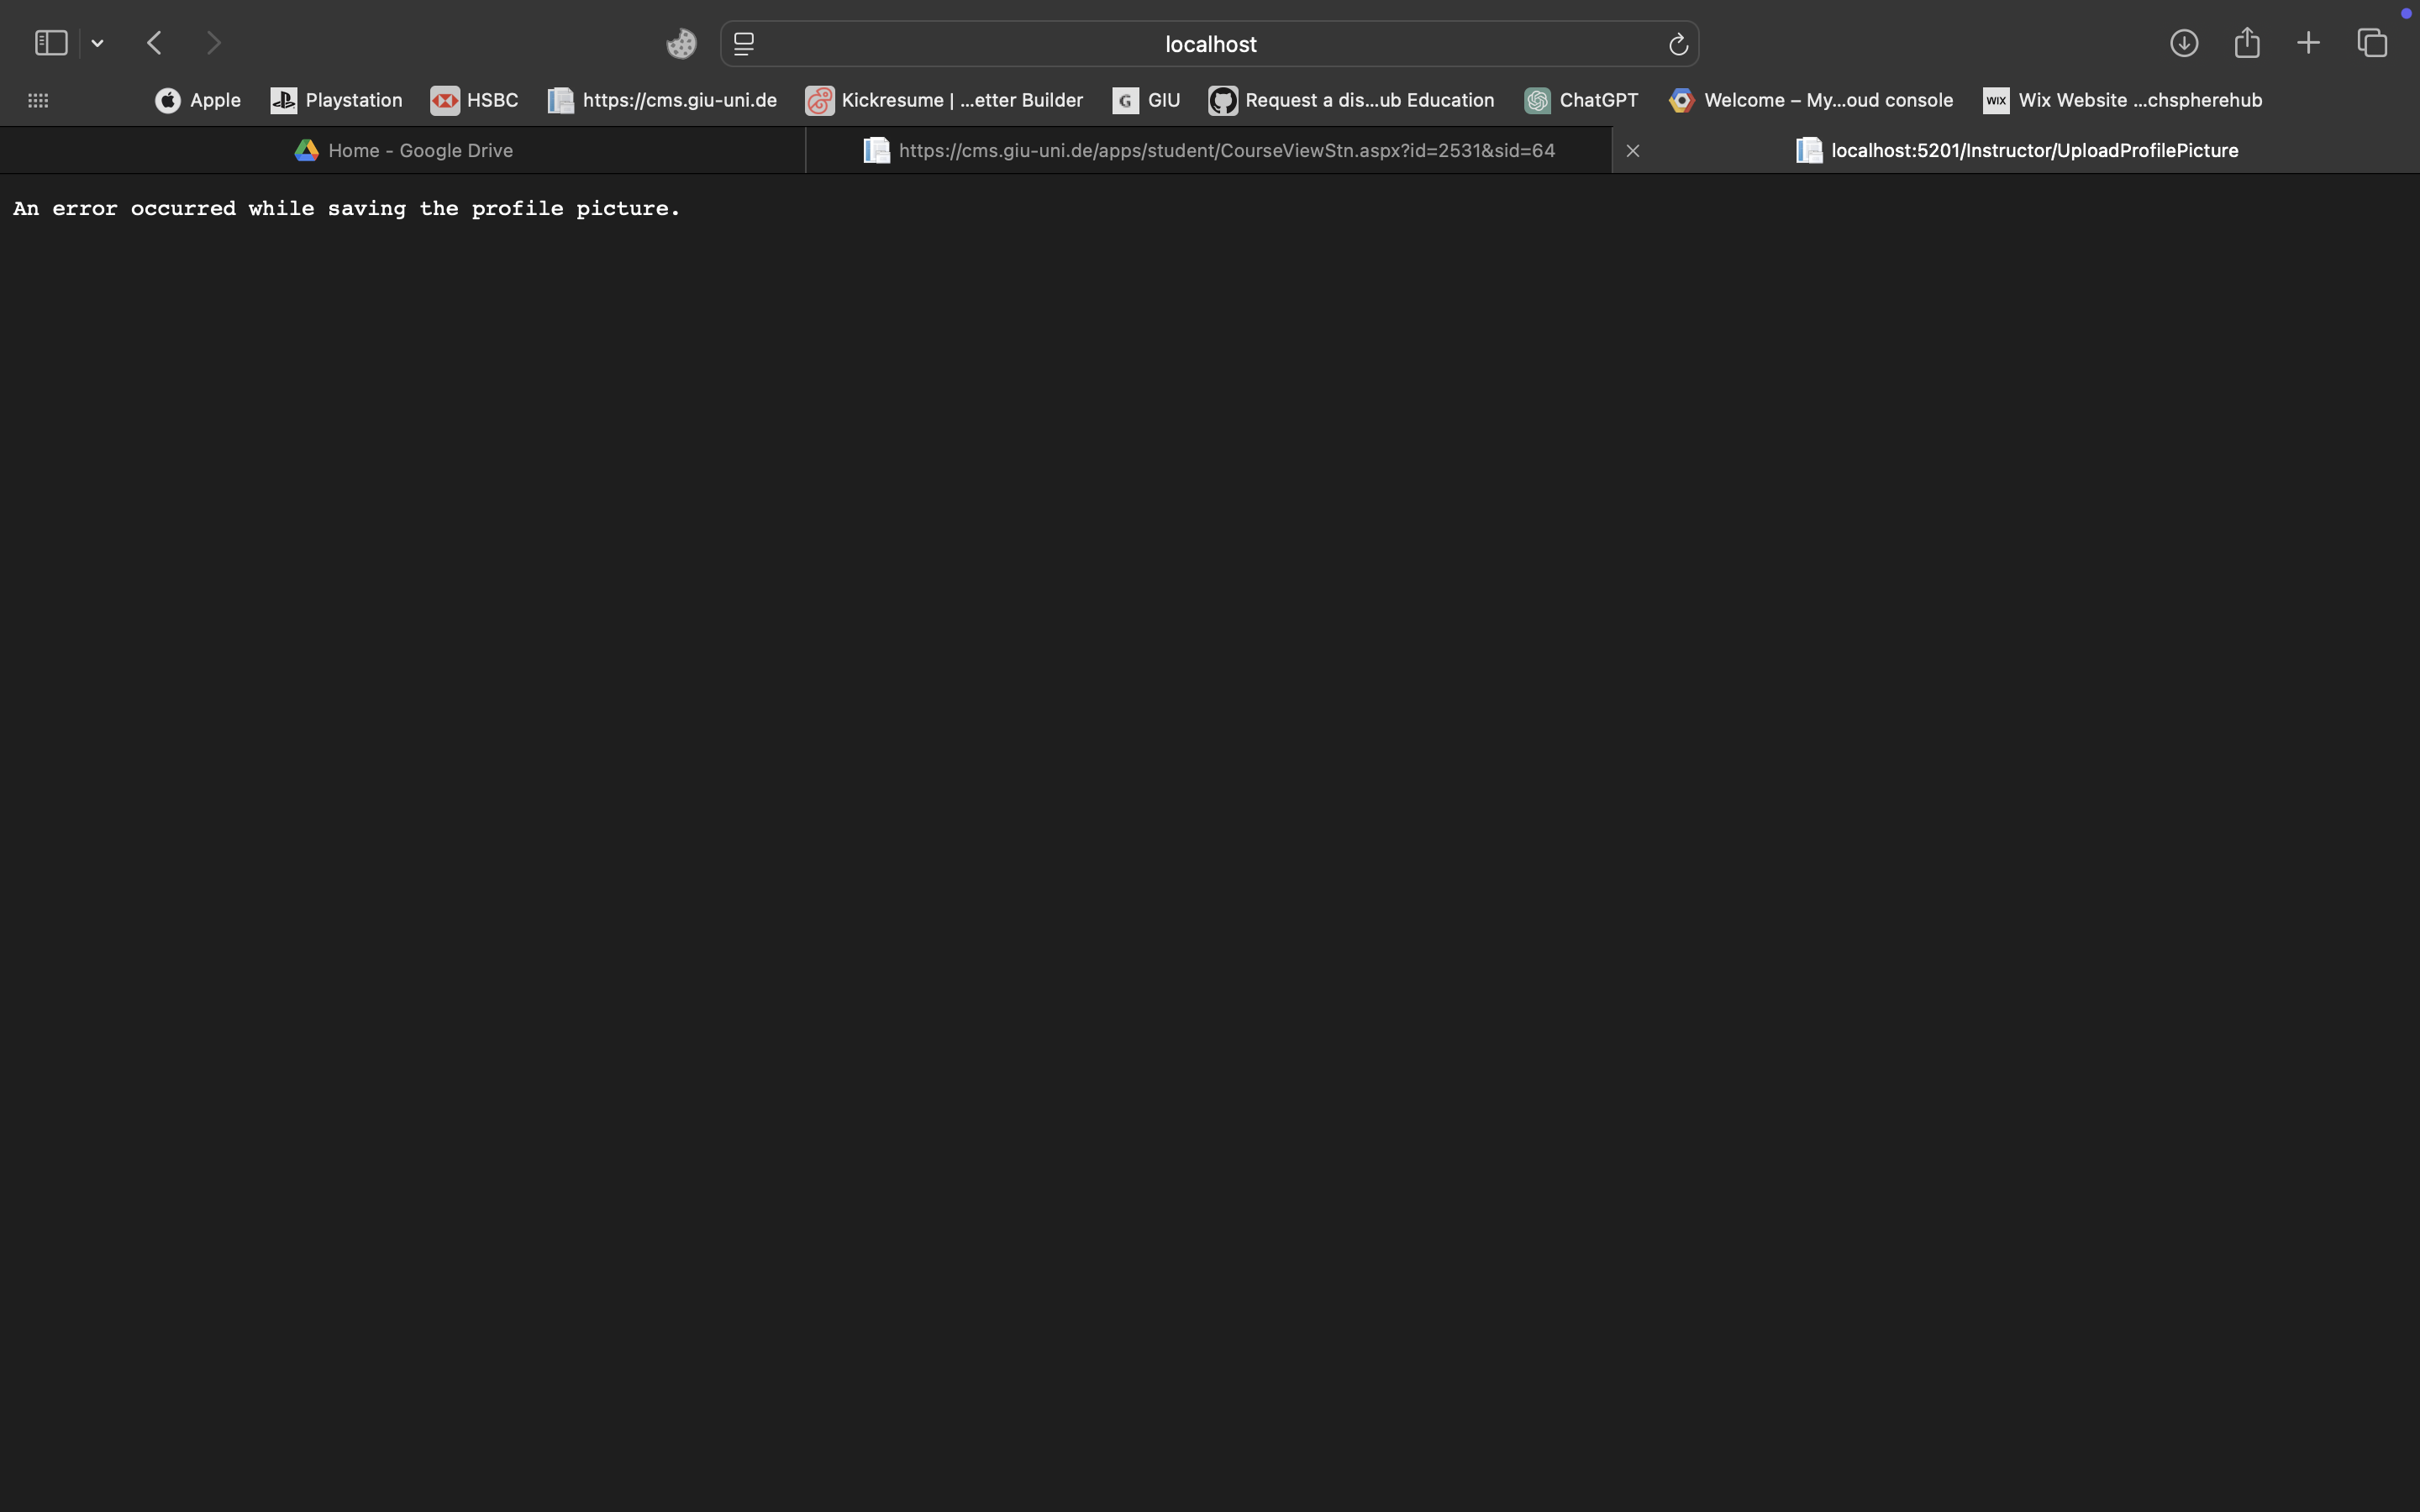 localhost
Apple
Playstation
HSBC
https://cms.giu-uni.de
Kickresume | ...etter Builder
G
GIU
Request a dis...ub Education
ChatGPT
Welcome – My...oud console
WIX
Wix Website ...chspherehub
Home - Google Drive
https://cms.giu-uni.de/apps/student/CourseViewStn.aspx?id=2531&sid=64
localhost:5201/Instructor/UploadProfilePicture
An error occurred while saving the profile picture.